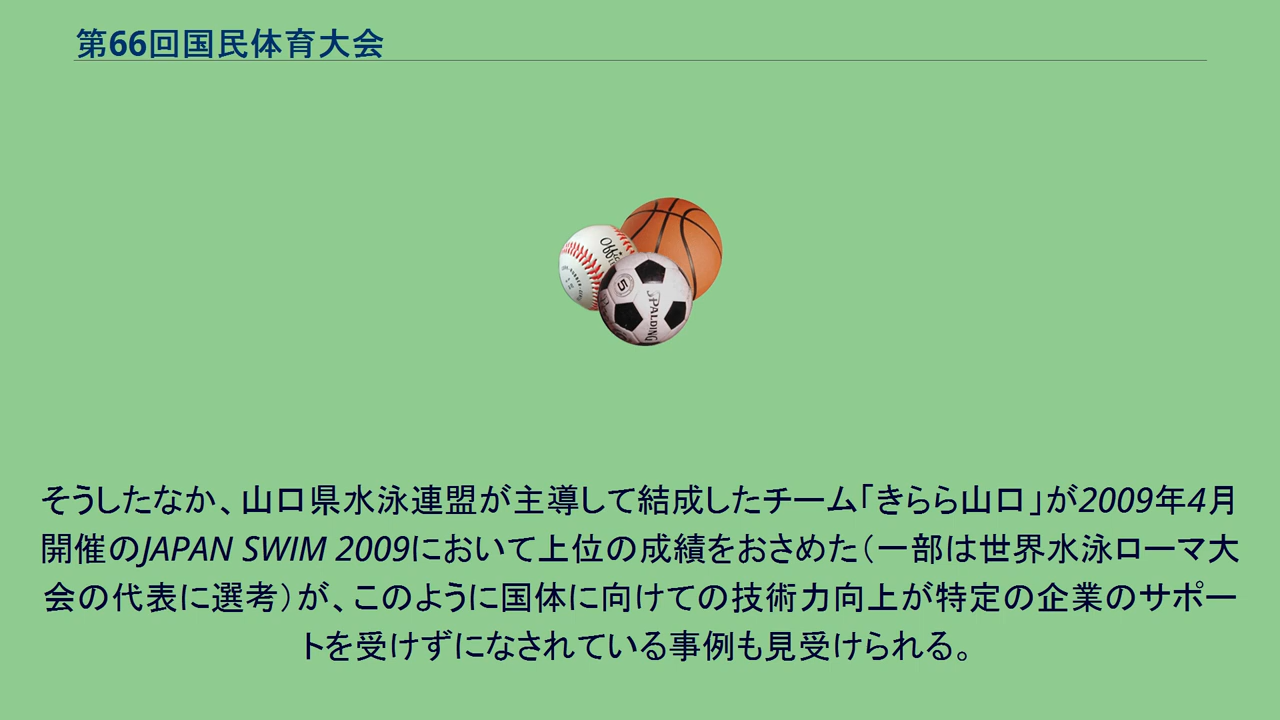 第66回国民体育大会
Offic
5
SPALDING
そうしたなか、山口県水泳連盟が主導して結成したチーム「きらら山口」が2009年4月
開催のJAPAN SWIM 2009において上位の成績をおさめた（一部は世界水泳ローマ大
会の代表に選考）が、このように国体に向けての技術力向上が特定の企業のサポー
トを受けずになされている事例も見受けられる。